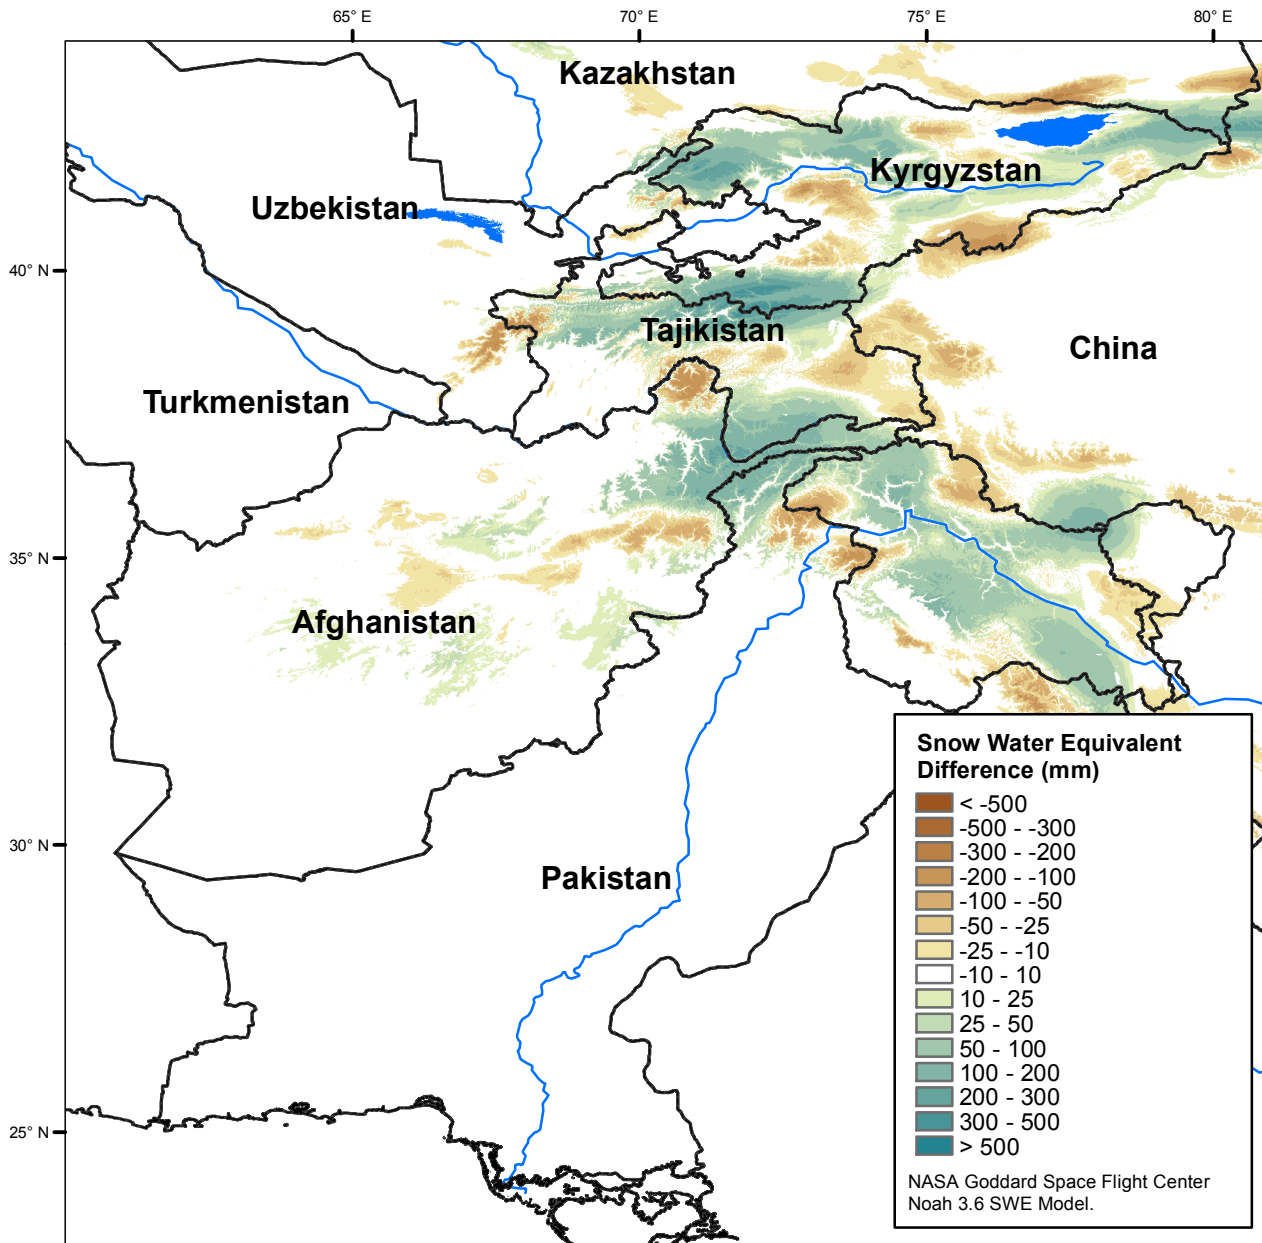 65° E
70° E
75° E
80° E
Kazakhstan
Kyrgyzstan
Uzbekistan
40° N
Tajikistan
China
Turkmenistan
35° N
Afghanistan
Snow Water Equivalent
Difference (mm)
< -500
-500 - -300
-300 - -200
-200 - -100
-100 - -50
-50 - -25
-25 - -10
-10 - 10
10 - 25
25 - 50
50 - 100
100 - 200
200 - 300
300 - 500
> 500
NASA Goddard Space Flight Center
Noah 3.6 SWE Model.
30° N
Pakistan
25° N